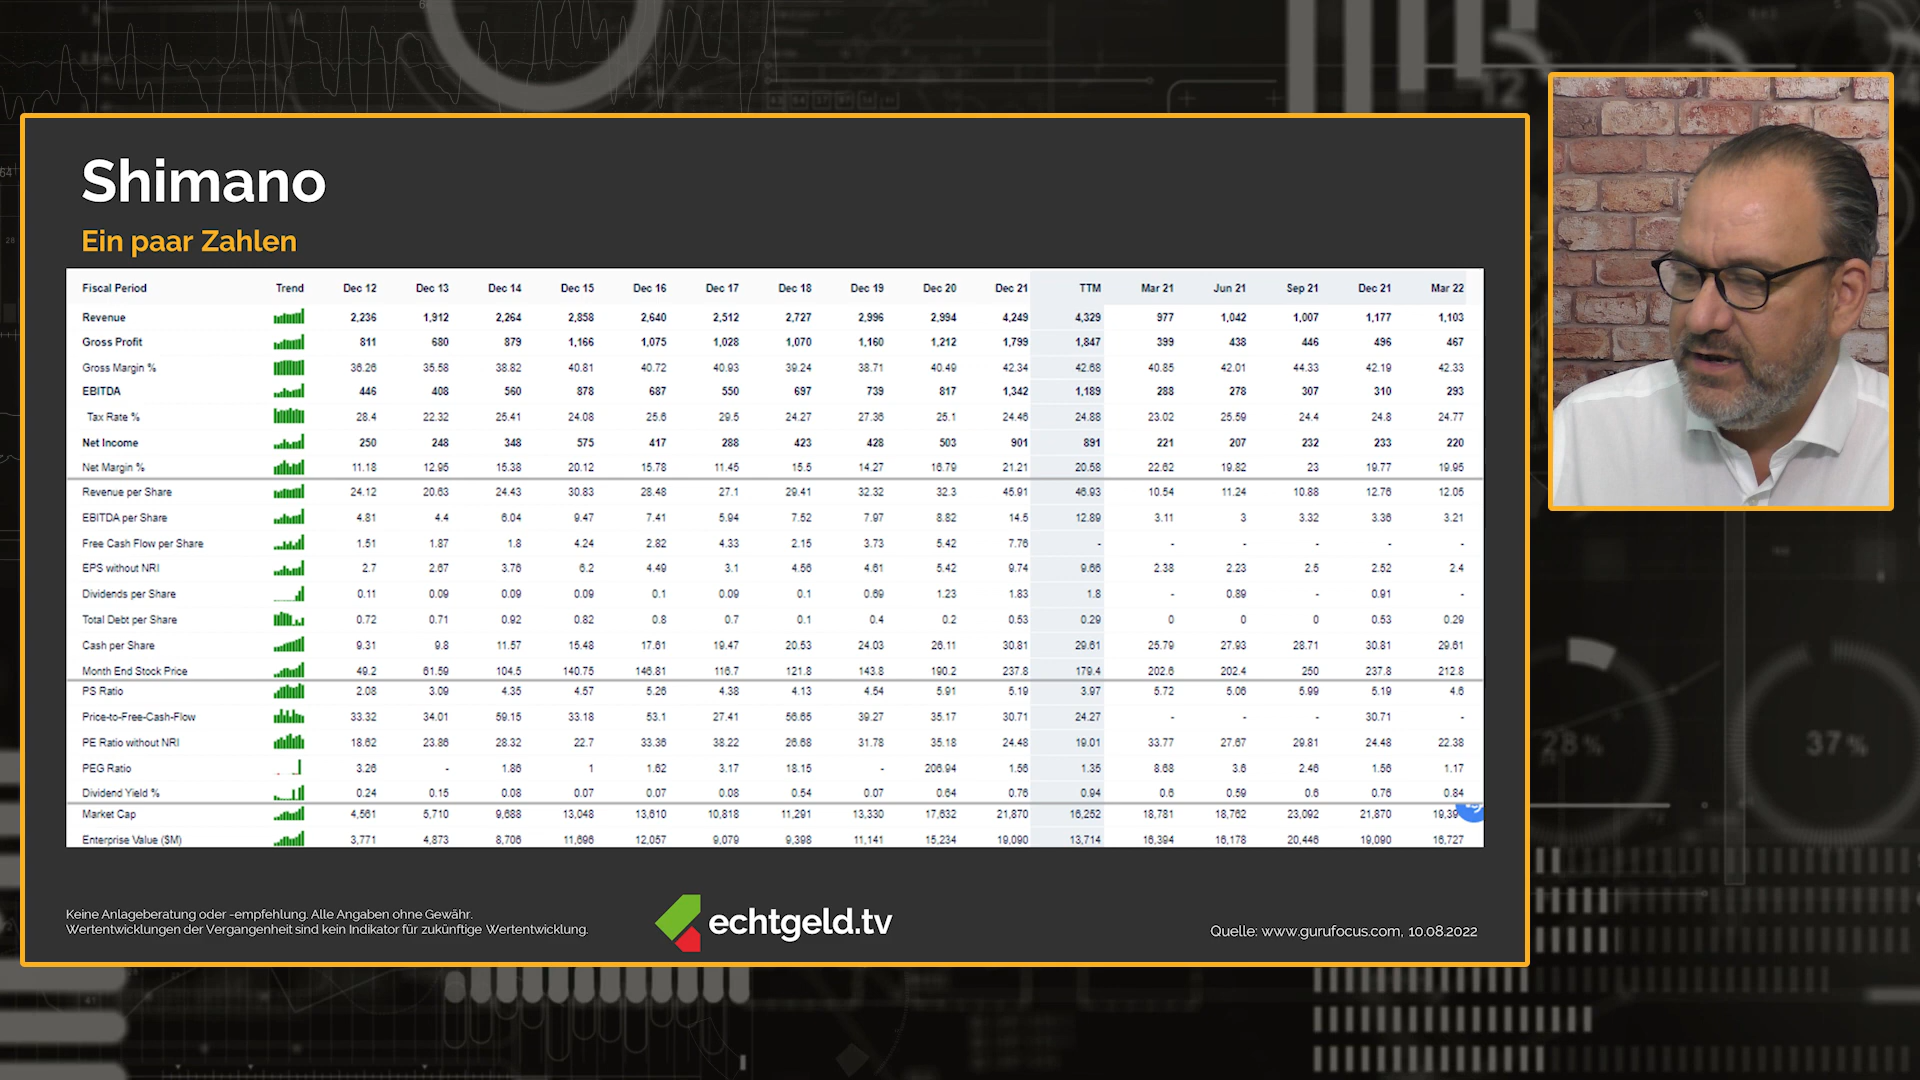 Shimano
Ein paar Zahlen
Fiscal Period Trend Dec 12 Dec 13 Dec 14 Dec 15 Dec 16 Dec 17 Dec 18 Dec 19 Dec 20 Dec 21 TTM Mar 21 Jun 21 Sep 21 Dec 21 Mar 22
Revenue 2,236 1,912 2,264 2,858 2,640 2,512 2,727 2,996 2,994 4,249 4,329 977 1,042 1,007 1,177 1,103
Gross Profit 811 680 879 1,166 1,075 1,028 1,070 1,160 1,212 1,799 1,847 399 438 446 496 467
Gross Margin % 36.26 35.58 38.82 40.81 40.72 40.93 39.24 38.71 40.49 42.34 42.68 40.85 42.01 44.33 42.19 42.33
EBITDA 446 408 560 878 687 550 697 739 817 1,342 1,189 288 278 307 310 293
Tax Rate % 28.4 22.32 25.41 24.08 25.6 29.5 24.27 27.36 25.1 24.46 24.88 23.02 25.59 24.4 24.8 24.77
Net Income 250 248 348 575 417 288 423 428 503 901 891 221 207 232 233 220
Net Margin % 11.18 12.95 15.38 20.12 15.78 11.45 15.5 14.27 16.79 21.21 20.58 22.62 19.82 23 19.77 19.95
Revenue per Share 24.12 20.63 24.43 30.83 28.48 27.1 29.41 32.32 32.3 45.91 46.93 10.54 11.24 10.88 12.76 12.05
EBITDA per Share 4.81 4.4 6.04 9.47 7.41 5.94 7.52 7.97 8.82 14.5 12.89 3.11 3 3.32 3.36 3.21
Free Cash Flow per Share 1.51 1.87 1.8 4.24 2.82 4.33 2.15 3.73 5.42 7.76 - - - - - -
EPS without NRI 2.7 2.67 3.76 6.2 4.49 3.1 4.56 4.61 5.42 9.74 9.66 2.38 2.23 2.5 2.52 2.4
Dividends per Share 0.11 0.09 0.09 0.09 0.1 0.09 0.1 0.69 1.23 1.83 1.8 - 0.89 - 0.91 -
Total Debt per Share 0.72 0.71 0.92 0.82 0.8 0.7 0.1 0.4 0.2 0.53 0.29 0 0 0 0.53 0.29
Cash per Share 9.31 9.8 11.57 15.48 17.61 19.47 20.53 24.03 26.11 30.81 29.61 25.79 27.93 28.71 30.81 29.61
Month End Stock Price 49.2 61.59 104.5 140.75 146.81 116.7 121.8 143.8 190.2 237.8 179.4 202.6 202.4 250 237.8 212.8
PS Ratio 2.08 3.09 4.35 4.57 5.26 4.38 4.13 4.54 5.91 5.19 3.97 5.72 5.06 5.99 5.19 4.6
Price-to-Free-Cash-Flow 33.32 34.01 59.15 33.18 53.1 27.41 56.65 39.27 35.17 30.71 24.27 - - - 30.71 -
PE Ratio without NRI 18.62 23.86 28.32 22.7 33.36 38.22 26.68 31.78 35.18 24.48 19.01 33.77 27.67 29.81 24.48 22.38
PEG Ratio 3.26 - 1.86 1 1.62 3.17 18.15 - 206.94 1.56 1.35 8.68 3.6 2.46 1.56 1.17
Dividend Yield % 0.24 0.15 0.08 0.07 0.07 0.08 0.54 0.07 0.64 0.76 0.94 0.6 0.59 0.6 0.76 0.84
Market Cap 4,561 5,710 9,688 13,048 13,610 10,818 11,291 13,330 17,632 21,870 16,252 18,781 18,762 23,092 21,870
Enterprise Value ($M) 3,771 4,873 8,706 11,696 12,057 9,079 9,398 11,141 15,234 19,090 13,714 16,394 16,178 20,446 19,090 16,727
Keine Anlageberatung oder -empfehlung. Alle Angaben ohne Gewähr.
Wertentwicklungen der Vergangenheit sind kein Indikator für zukünftige Wertentwicklung.
echtgeld.tv
Quelle: www.gurufocus.com, 10.08.2022
28%
37%
12